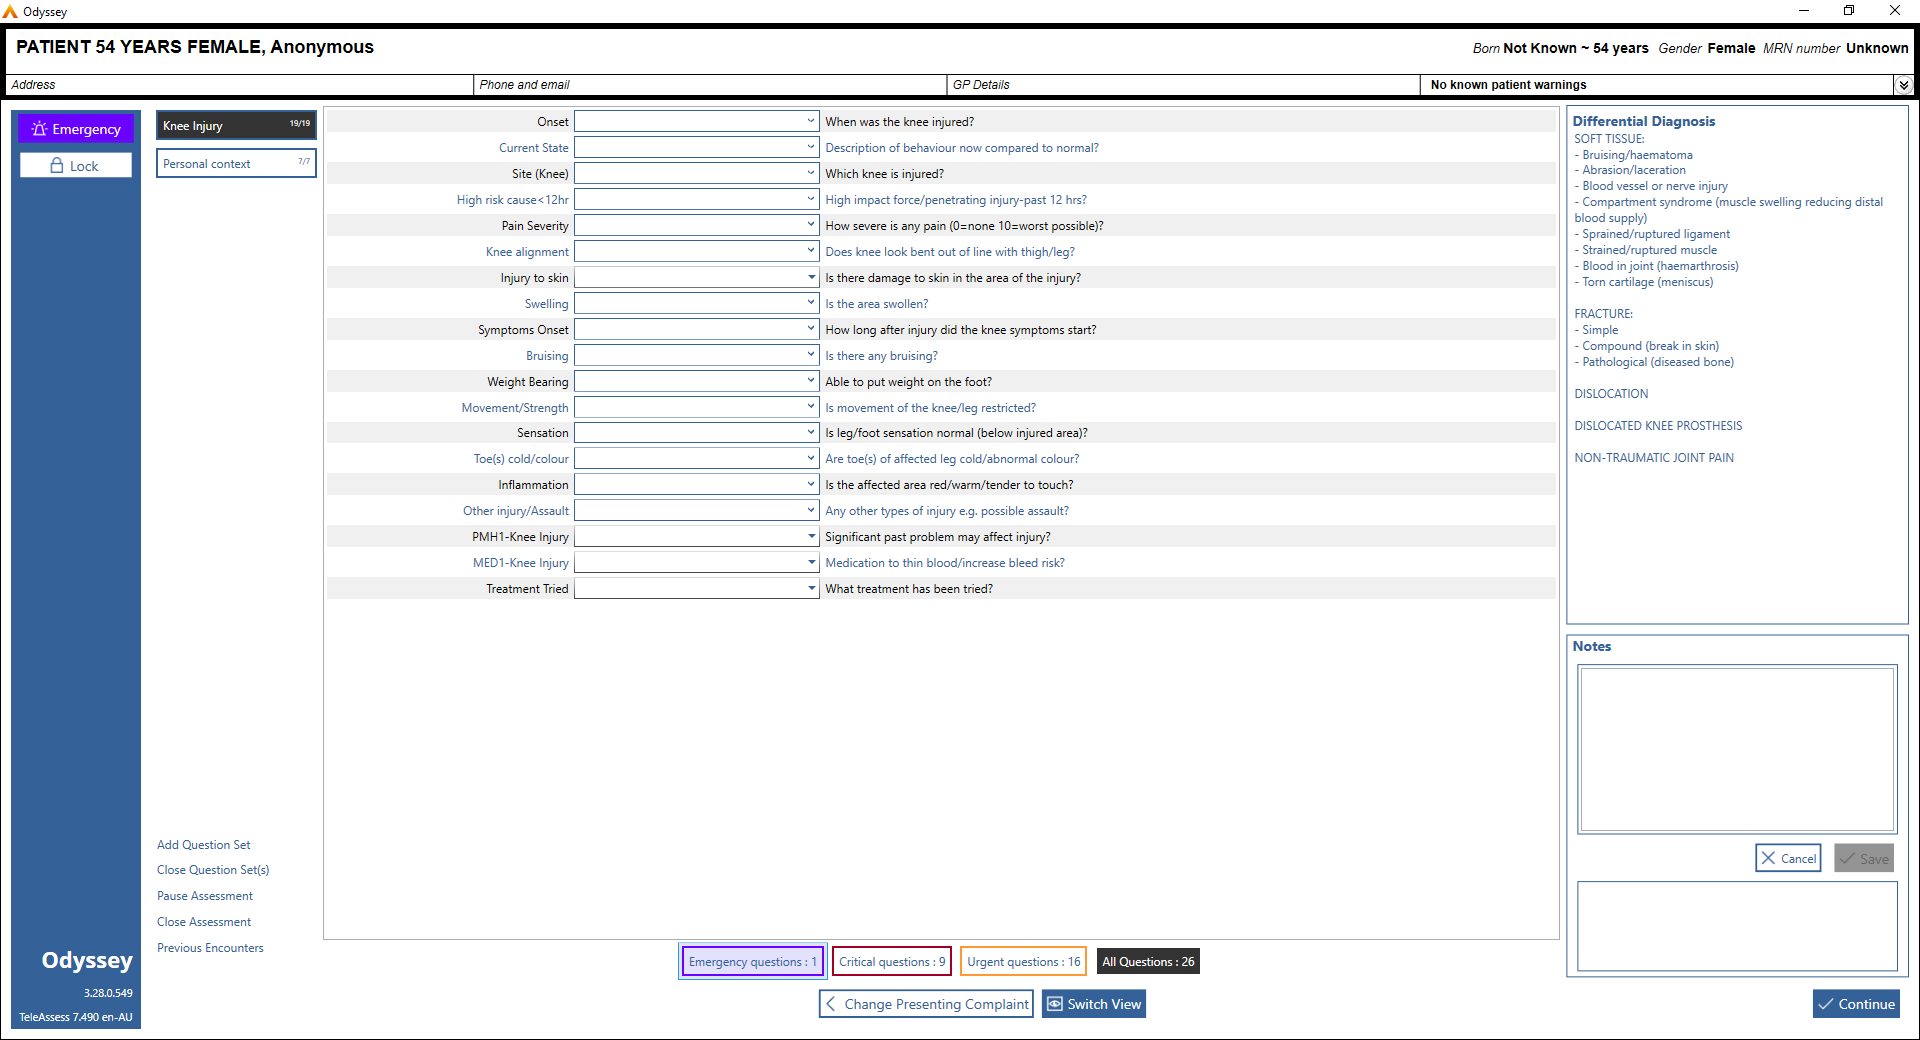 Odyssey
PATIENT 54 YEARS FEMALE, Anonymous
Born Not Known ~ 54 years Gender Female MRN number Unknown
Address
Phone and email
GP Details
No known patient warnings
Emergency
Lock
Knee Injury 19/19
Personal context 7/7
Onset When was the knee injured?
Current State Description of behaviour now compared to normal?
Site (Knee) Which knee is injured?
High risk cause<12hr High impact force/penetrating injury-past 12 hrs?
Pain Severity How severe is any pain (0=none 10=worst possible)?
Knee alignment Does knee look bent out of line with thigh/leg?
Injury to skin Is there damage to skin in the area of the injury?
Swelling Is the area swollen?
Symptoms Onset How long after injury did the knee symptoms start?
Bruising Is there any bruising?
Weight Bearing Able to put weight on the foot?
Movement/Strength Is movement of the knee/leg restricted?
Sensation Is leg/foot sensation normal (below injured area)?
Toe(s) cold/colour Are toe(s) of affected leg cold/abnormal colour?
Inflammation Is the affected area red/warm/tender to touch?
Other injury/Assault Any other types of injury e.g. possible assault?
PMH1-Knee Injury Significant past problem may affect injury?
MED1-Knee Injury Medication to thin blood/increase bleed risk?
Treatment Tried What treatment has been tried?
Differential Diagnosis
SOFT TISSUE:
- Bruising/haematoma
- Abrasion/laceration
- Blood vessel or nerve injury
- Compartment syndrome (muscle swelling reducing distal
blood supply)
- Sprained/ruptured ligament
- Strained/ruptured muscle
- Blood in joint (haemarthrosis)
- Torn cartilage (meniscus)
FRACTURE:
- Simple
- Compound (break in skin)
- Pathological (diseased bone)
DISLOCATION
DISLOCATED KNEE PROSTHESIS
NON-TRAUMATIC JOINT PAIN
Notes
Cancel
Save
Add Question Set
Close Question Set(s)
Pause Assessment
Close Assessment
Previous Encounters
Odyssey
3.28.0.549
TeleAssess 7.490 en-AU
Emergency questions : 1
Critical questions : 9
Urgent questions : 16
All Questions : 26
Change Presenting Complaint
Switch View
Continue